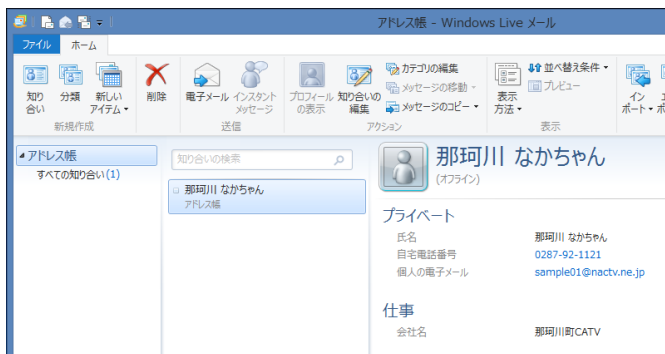 アドレス帳 - Windows Live メール
ファイル ホーム
知り合い 分類 新しいアイテム▼ 削除 電子メール インスタントメッセージ プロフィールの表示 知り合いの編集 カテゴリの編集 メッセージの移動 メッセージのコピー 表示方法 並べ替え条件 プレビュー インポート
新規作成 送信 アクション 表示
アドレス帳
すべての知り合い (1)
知り合いの検索
那珂川 なかちゃん
アドレス帳
那珂川 なかちゃん
(オフライン)
プライベート
氏名 那珂川 なかちゃん
自宅電話番号 0287-92-1121
個人の電子メール sample01@nactv.ne.jp
仕事
会社名 那珂川町CATV